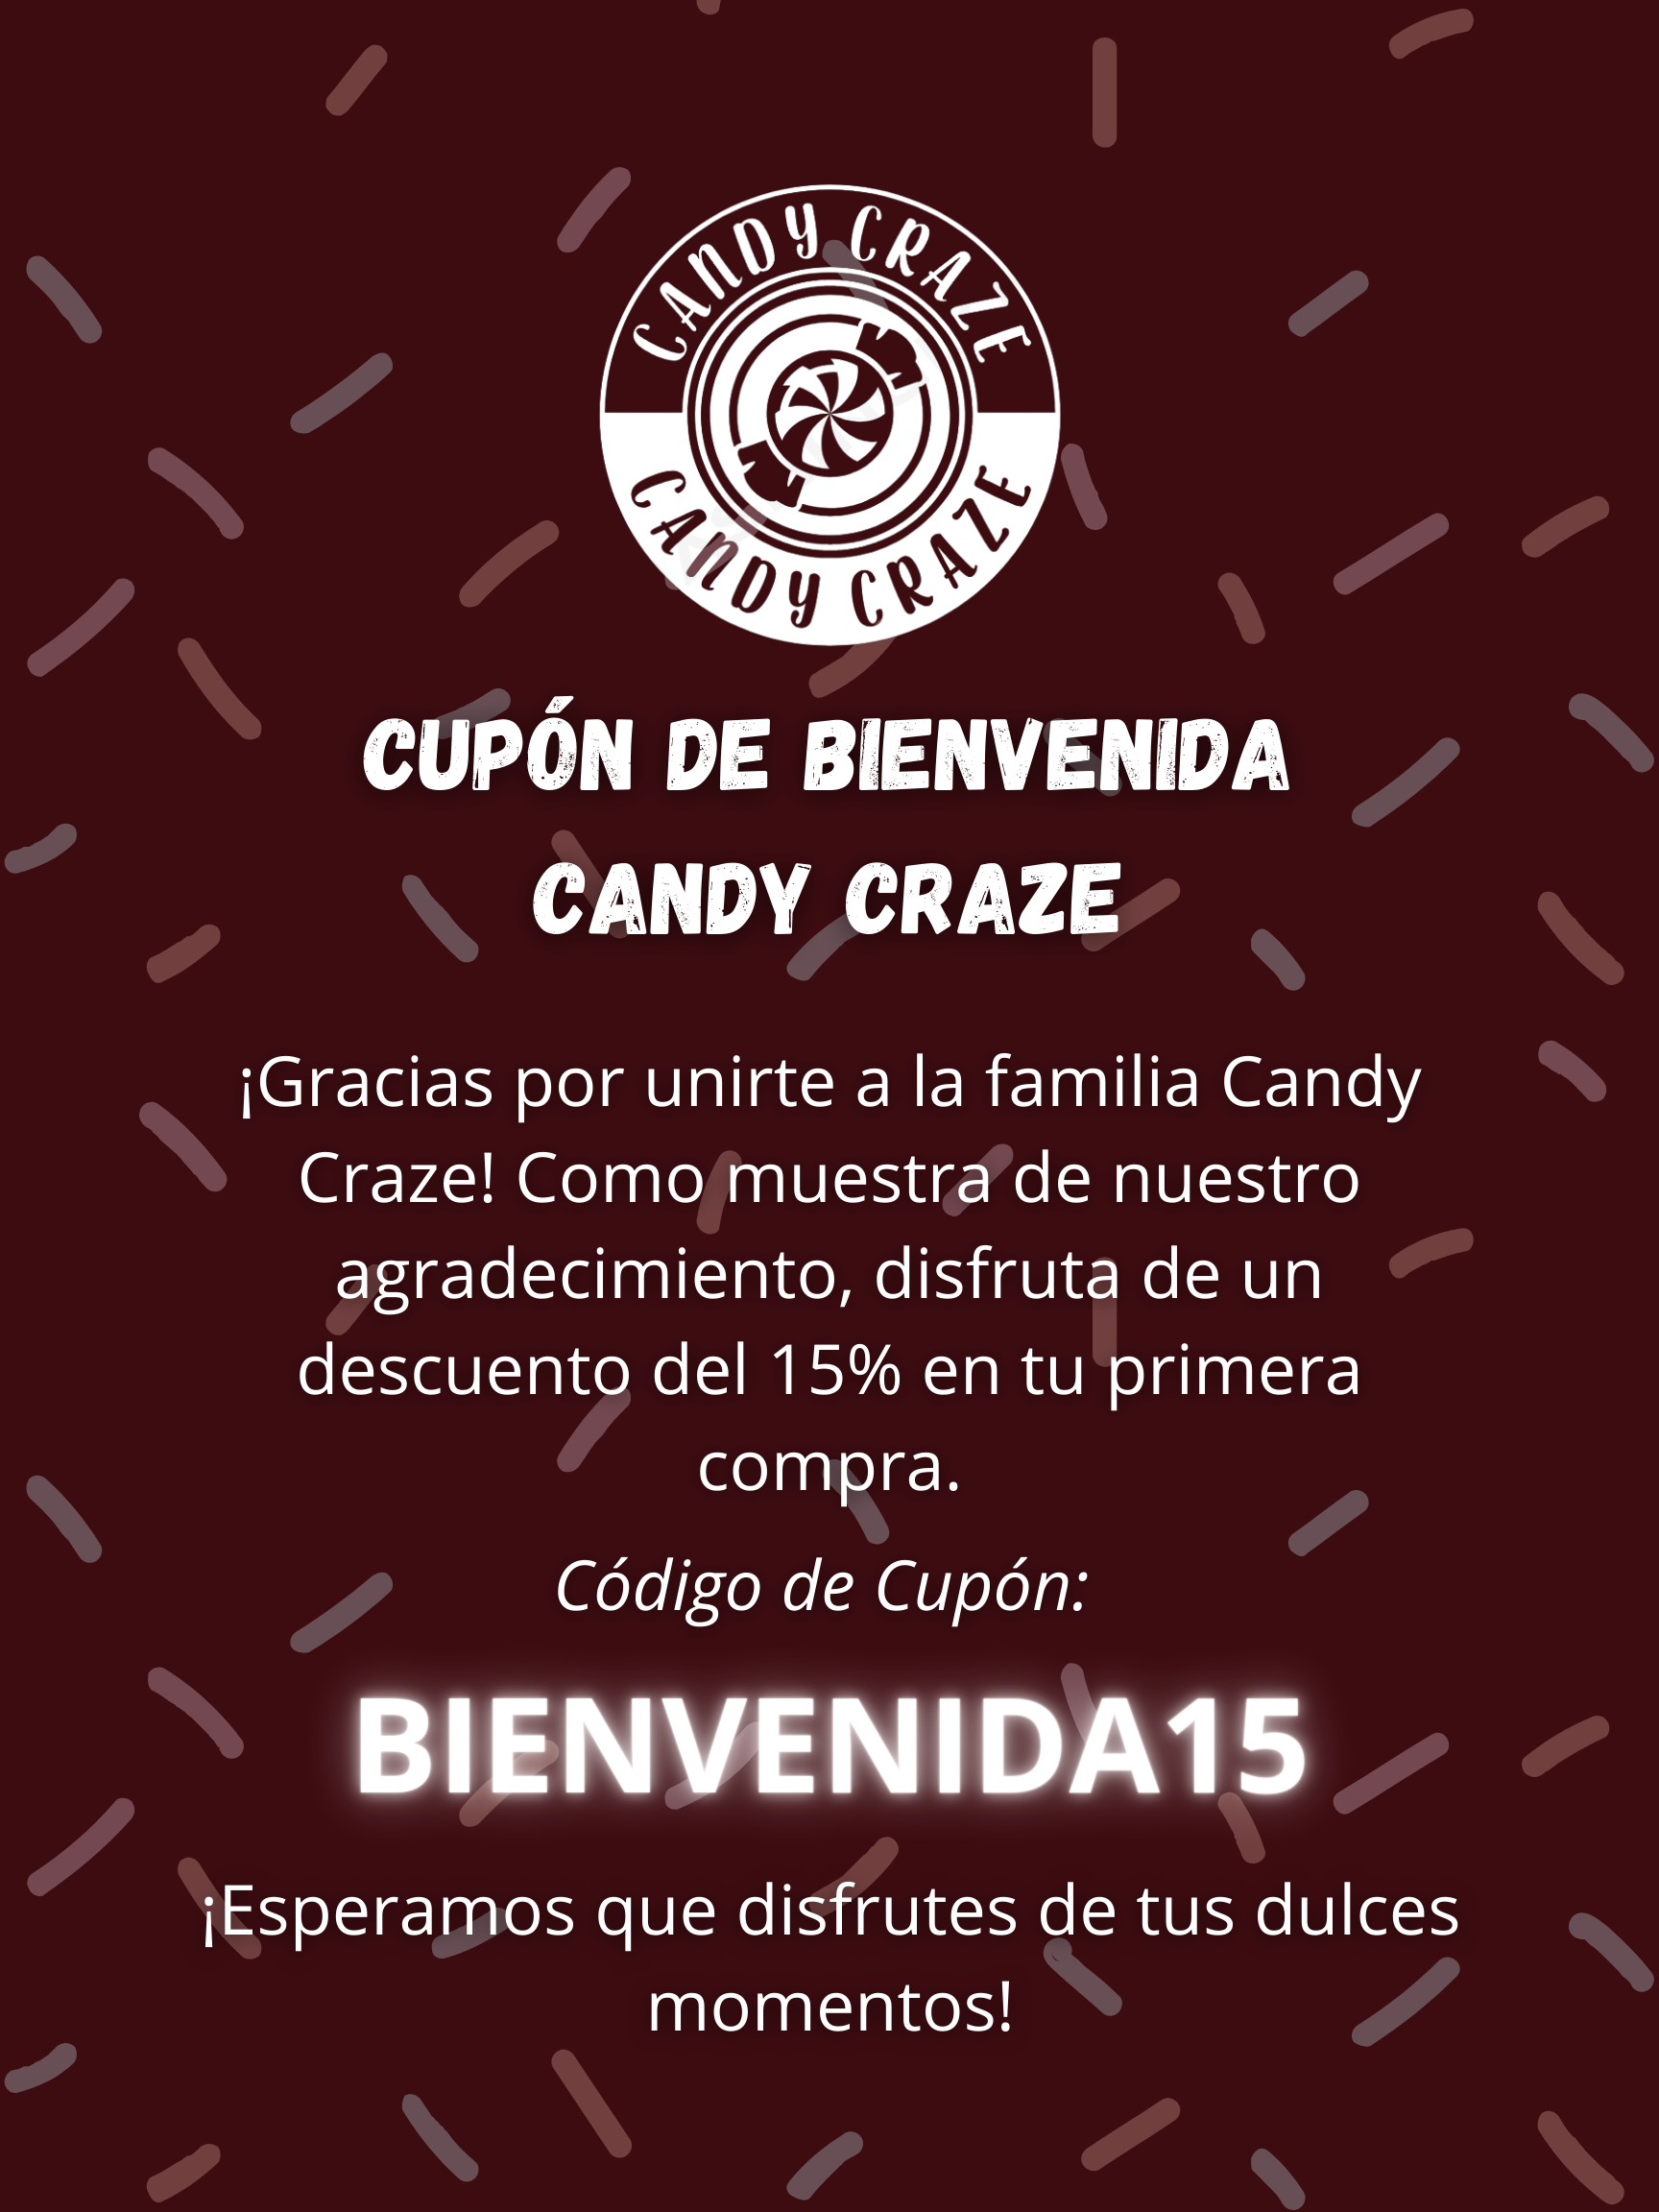 CANDY CRAZE
CANDY CRAZE
CUPÓN DE BIENVENIDA
CANDY CRAZE
¡Gracias por unirte a la familia Candy
Craze! Como muestra de nuestro
agradecimiento, disfruta de un
descuento del 15% en tu primera
compra.
Código de Cupón:
BIENVENIDA15
¡Esperamos que disfrutes de tus dulces
momentos!